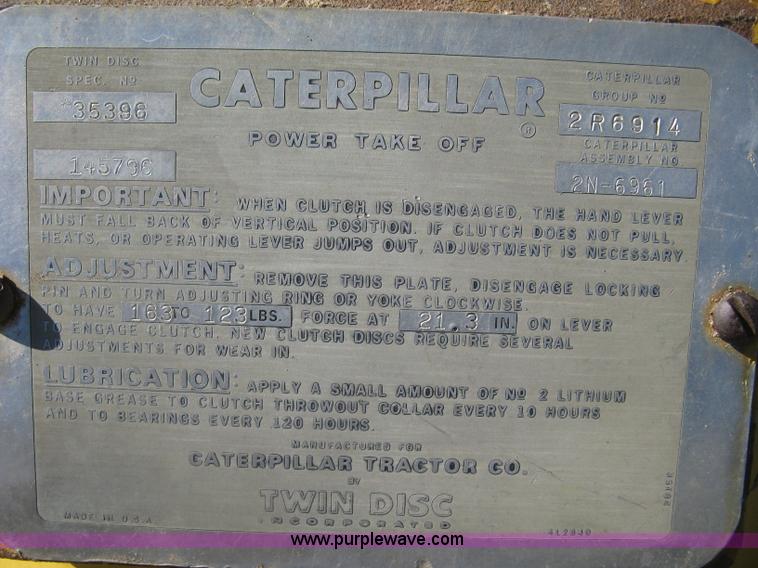 TWIN DISC
SPEC. Nº
35396
145796
CATERPILLAR ®
POWER TAKE OFF
CATERPILLAR
GROUP Nº
2R6914
CATERPILLAR
ASSEMBLY NO
2N-6961
IMPORTANT: WHEN CLUTCH IS DISENGAGED, THE HAND LEVER
MUST FALL BACK OF VERTICAL POSITION. IF CLUTCH DOES NOT PULL,
HEATS, OR OPERATING LEVER JUMPS OUT, ADJUSTMENT IS NECESSARY
ADJUSTMENT: REMOVE THIS PLATE, DISENGAGE LOCKING
PIN AND TURN ADJUSTING RING OR YOKE CLOCKWISE.
TO HAVE 163 TO 123 LBS. FORCE AT 21.3 IN. ON LEVER
TO ENGAGE CLUTCH. NEW CLUTCH DISCS REQUIRE SEVERAL
ADJUSTMENTS FOR WEAR IN.
LUBRICATION: APPLY A SMALL AMOUNT OF Nº 2 LITHIUM
BASE GREASE TO CLUTCH THROWOUT COLLAR EVERY 10 HOURS
AND TO BEARINGS EVERY 120 HOURS.
MANUFACTURED FOR
CATERPILLAR TRACTOR CO.
BY
TWIN DISC
INCORPORATED
MADE IN U.S.A
www.purplewave.com